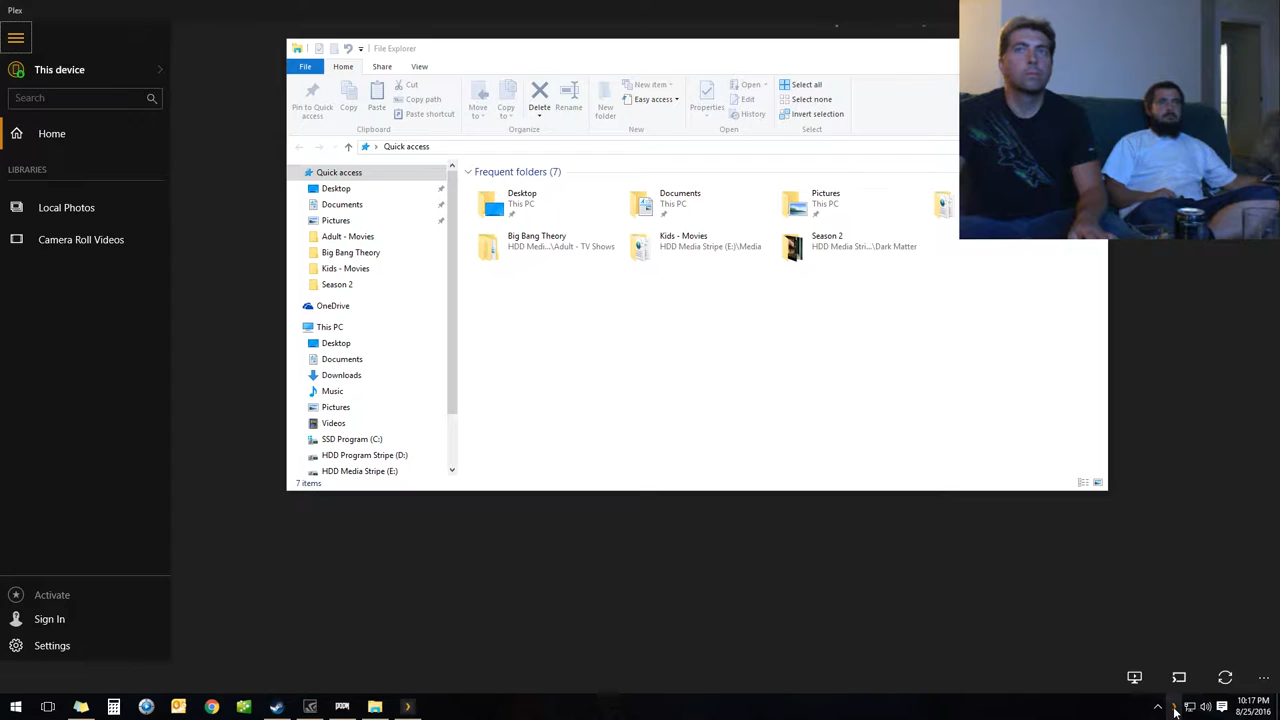 Plex
This device
Search
Home
LIBRARIES
Local Photos
Camera Roll Videos
Activate
Sign In
Settings
File Explorer
File
Home
Share
View
Pin to Quick
access
Copy
Paste
Cut
Copy path
Paste shortcut
Clipboard
Move
to
Copy
to
Delete
Rename
Organize
New
folder
New item
Easy access
New
Properties
Open
Edit
History
Open
Select all
Select none
Invert selection
Select
Quick access
Quick access
Desktop
Documents
Pictures
Adult - Movies
Big Bang Theory
Kids - Movies
Season 2
OneDrive
This PC
Desktop
Documents
Downloads
Music
Pictures
Videos
SSD Program (C:)
HDD Program Stripe (D:)
HDD Media Stripe (E:)
Frequent folders (7)
Desktop
This PC
Documents
This PC
Pictures
This PC
Big Bang Theory
HDD Medi...\Adult - TV Shows
Kids - Movies
HDD Media Stripe (E:)\Media
Season 2
HDD Media Stri...\Dark Matter
7 items
DOOM
10:17 PM
8/25/2016